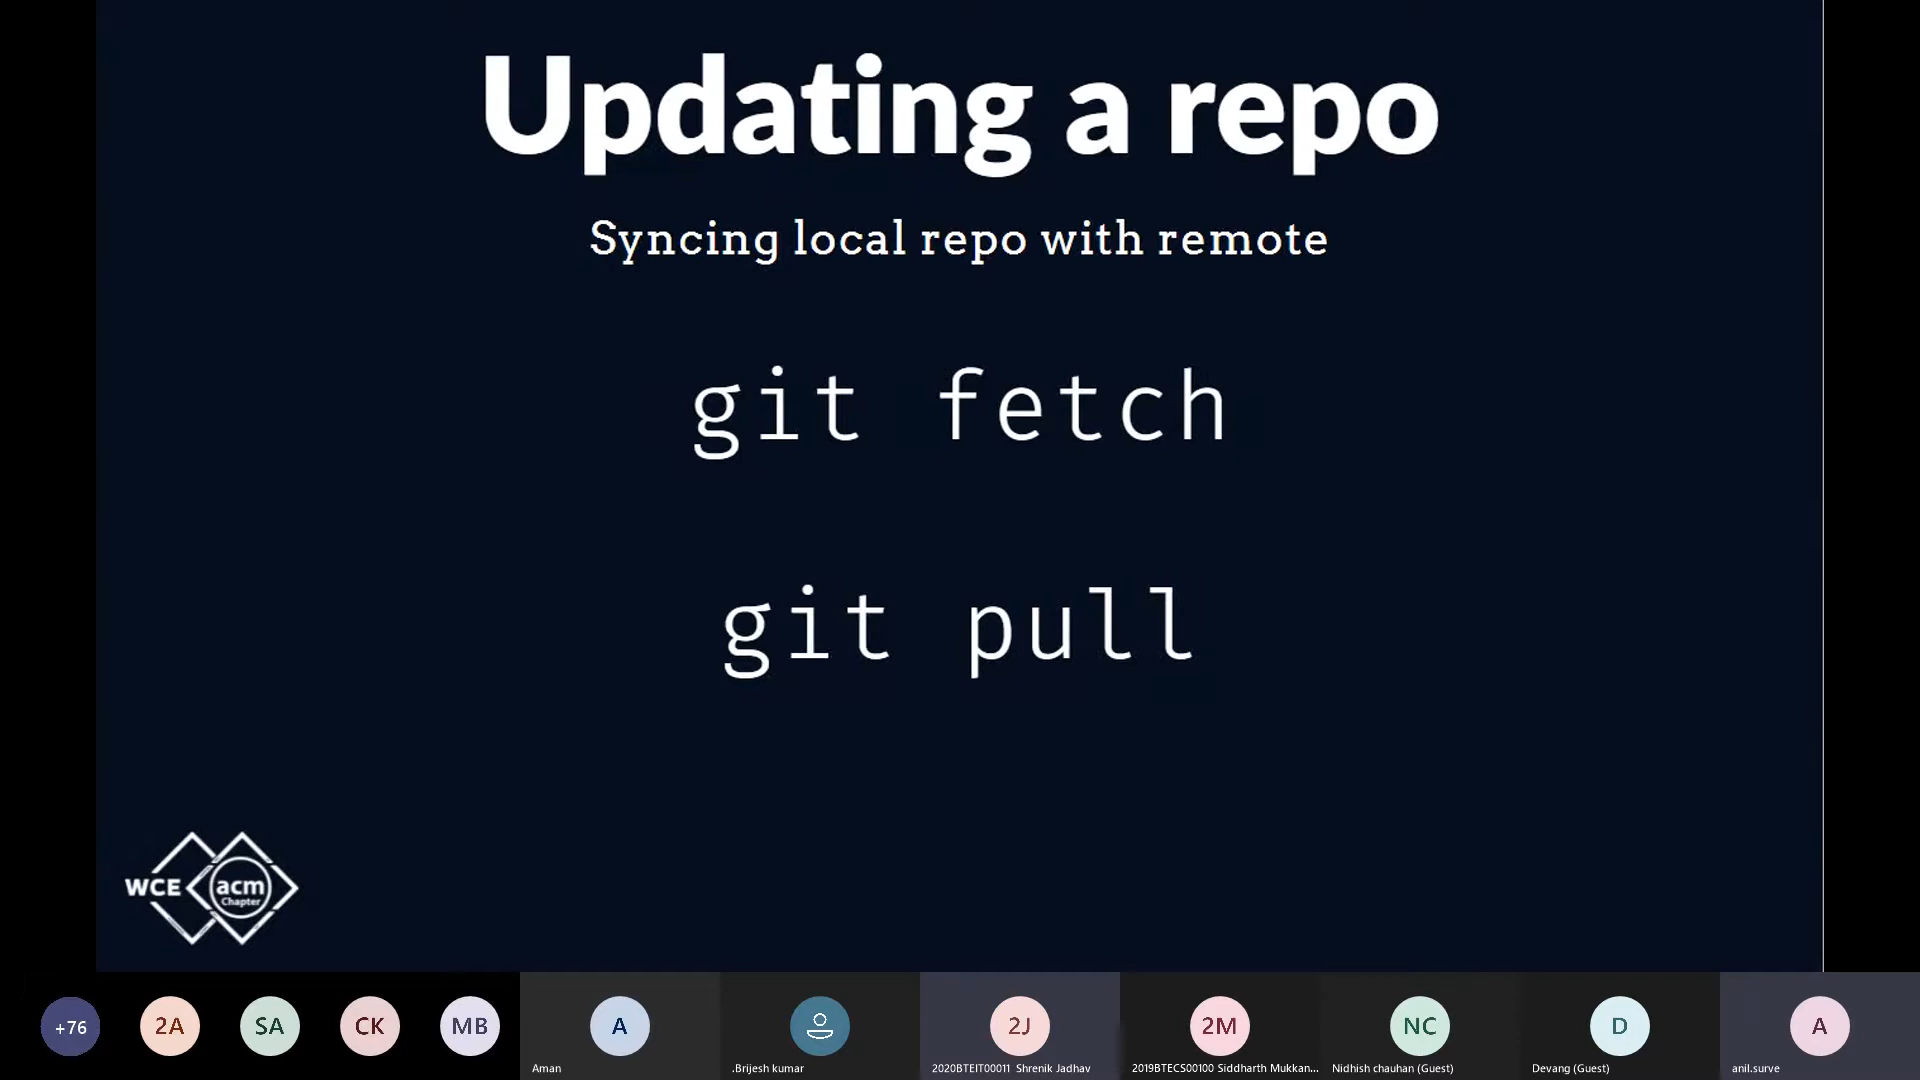 Updating a repo
Syncing local repo with remote
git fetch
git pull
WCE acm
Chapter
+76
2A
SA
CK
MB
A
2J
2M
NC
D
A
Aman
.Brijesh kumar
2020BTEIT00011 Shrenik Jadhav
2019BTECS00100 Siddharth Mukkan...
Nidhish chauhan (Guest)
Devang (Guest)
anil.surve